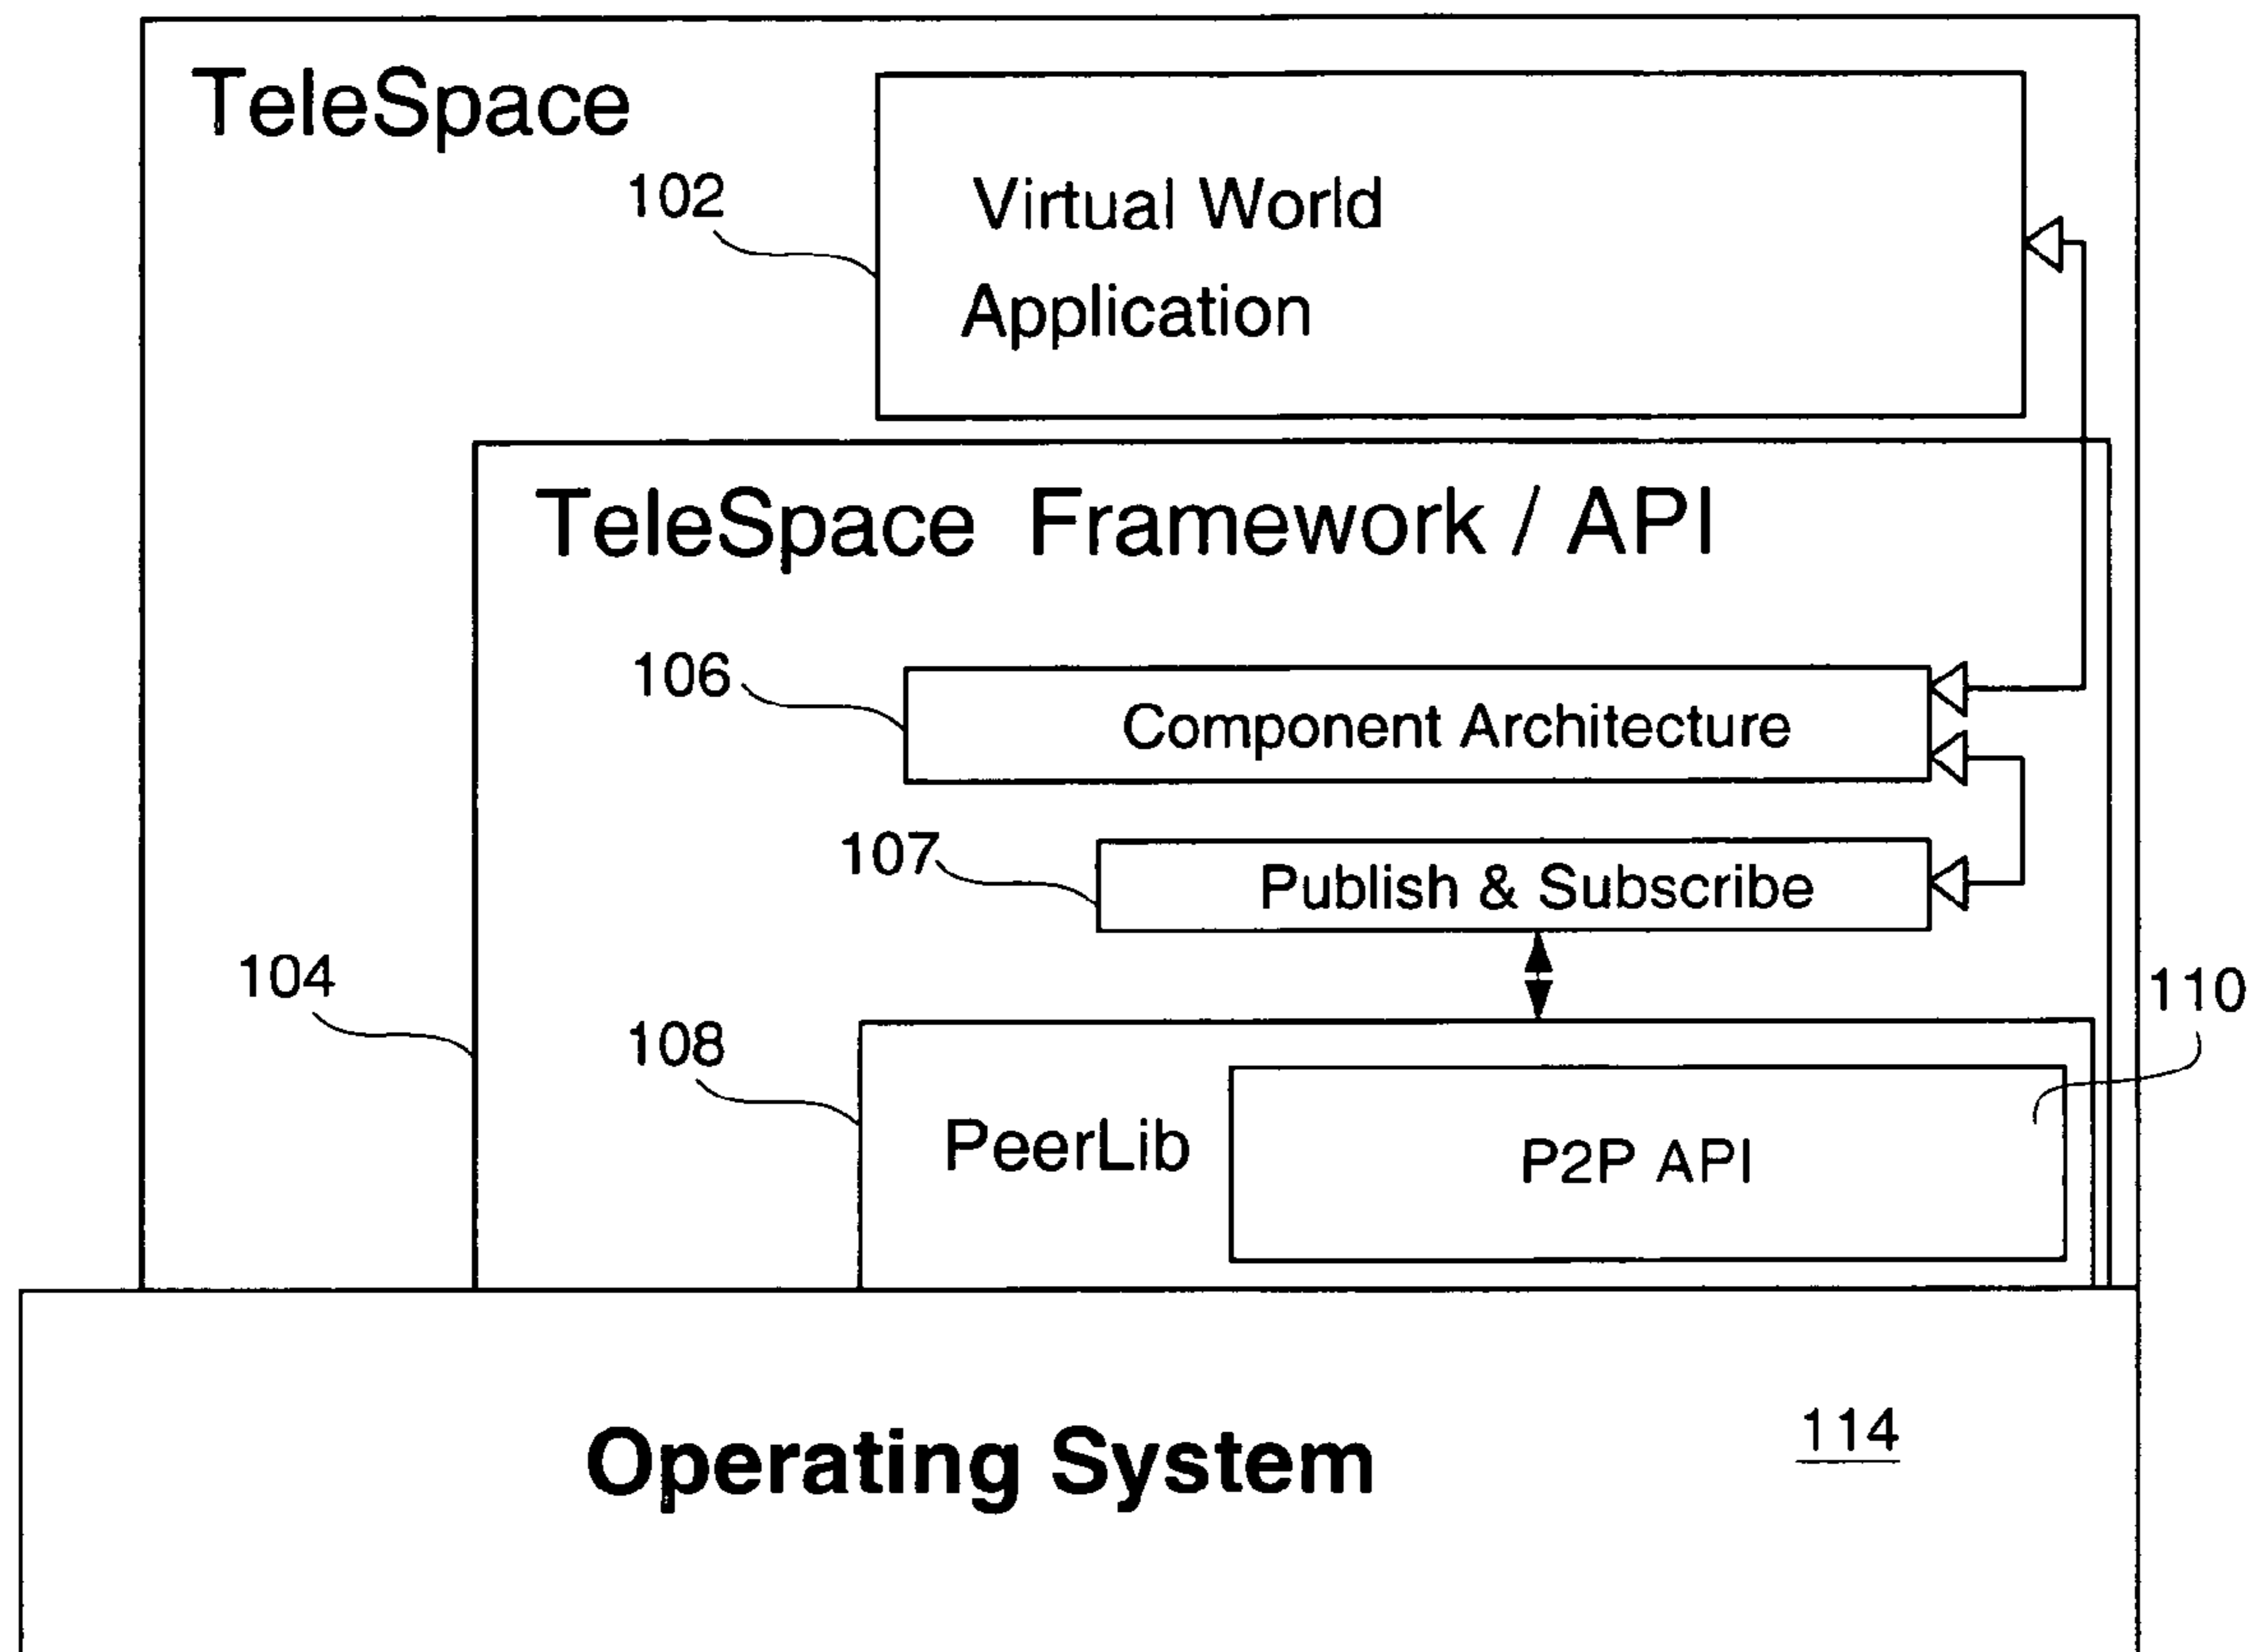 TeleSpace
102
Virtual World
Application
TeleSpace Framework / API
106
Component Architecture
107
Publish & Subscribe
104
110
108
PeerLib
P2P API
114
Operating System